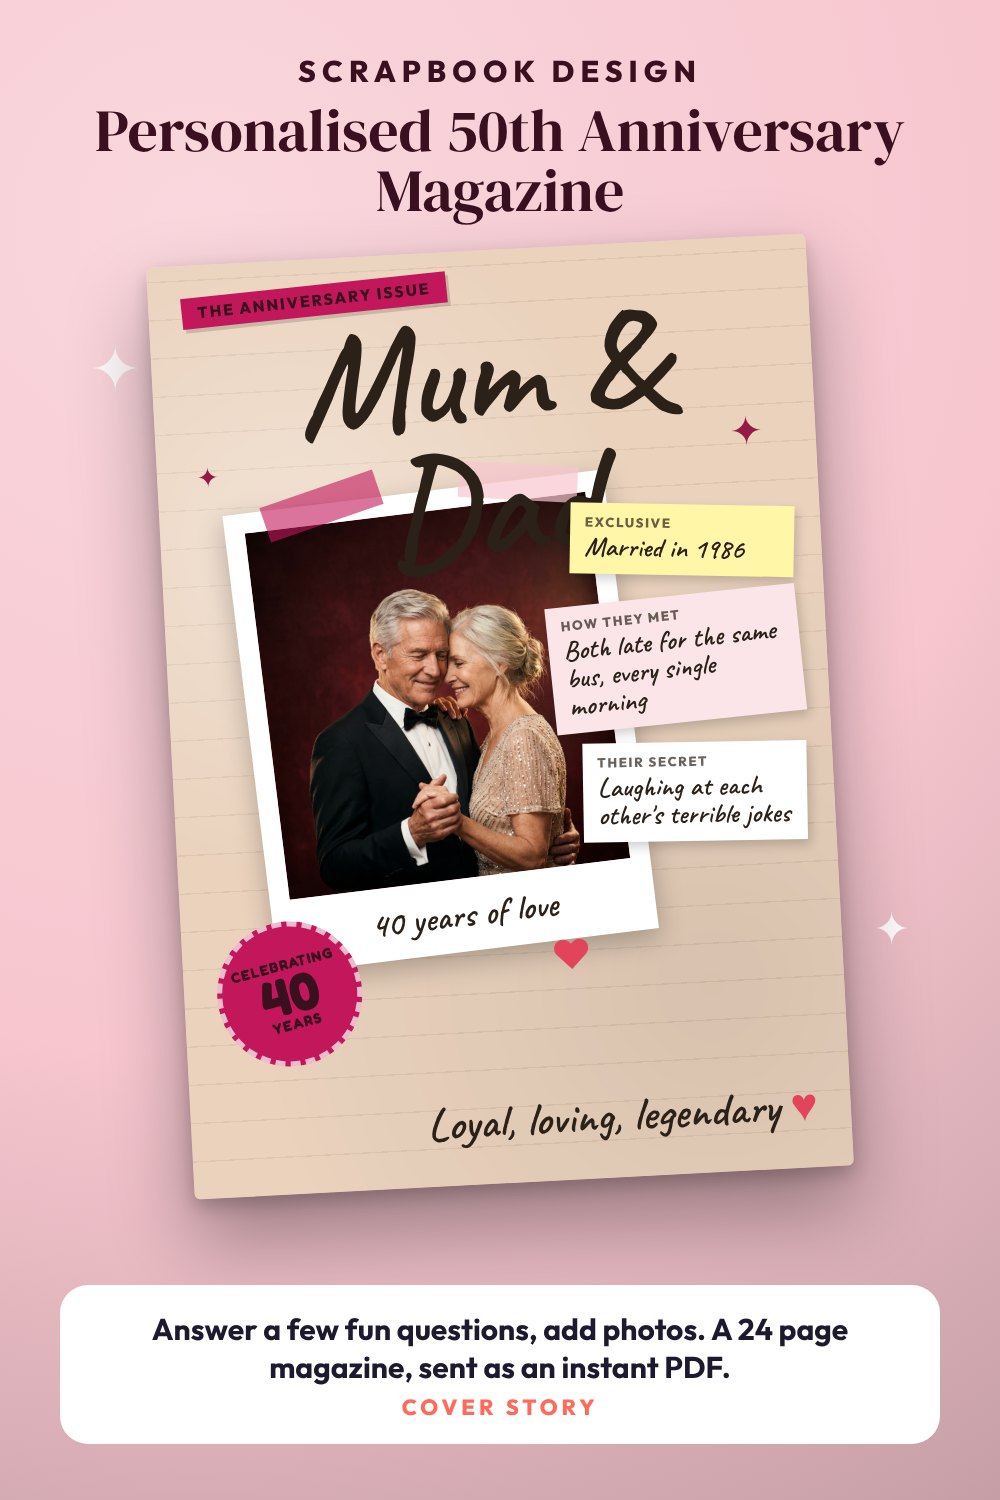 SCRAPBOOK DESIGN
Personalised 50th Anniversary
Magazine
THE ANNIVERSARY ISSUE
Mum &
Dad
EXCLUSIVE
Married in 1986
HOW THEY MET
Both late for the same
bus, every single
morning
THEIR SECRET
Laughing at each
other's terrible jokes
40 years of love
CELEBRATING
40
YEARS
Loyal, loving, legendary
Answer a few fun questions, add photos. A 24 page
magazine, sent as an instant PDF.
COVER STORY